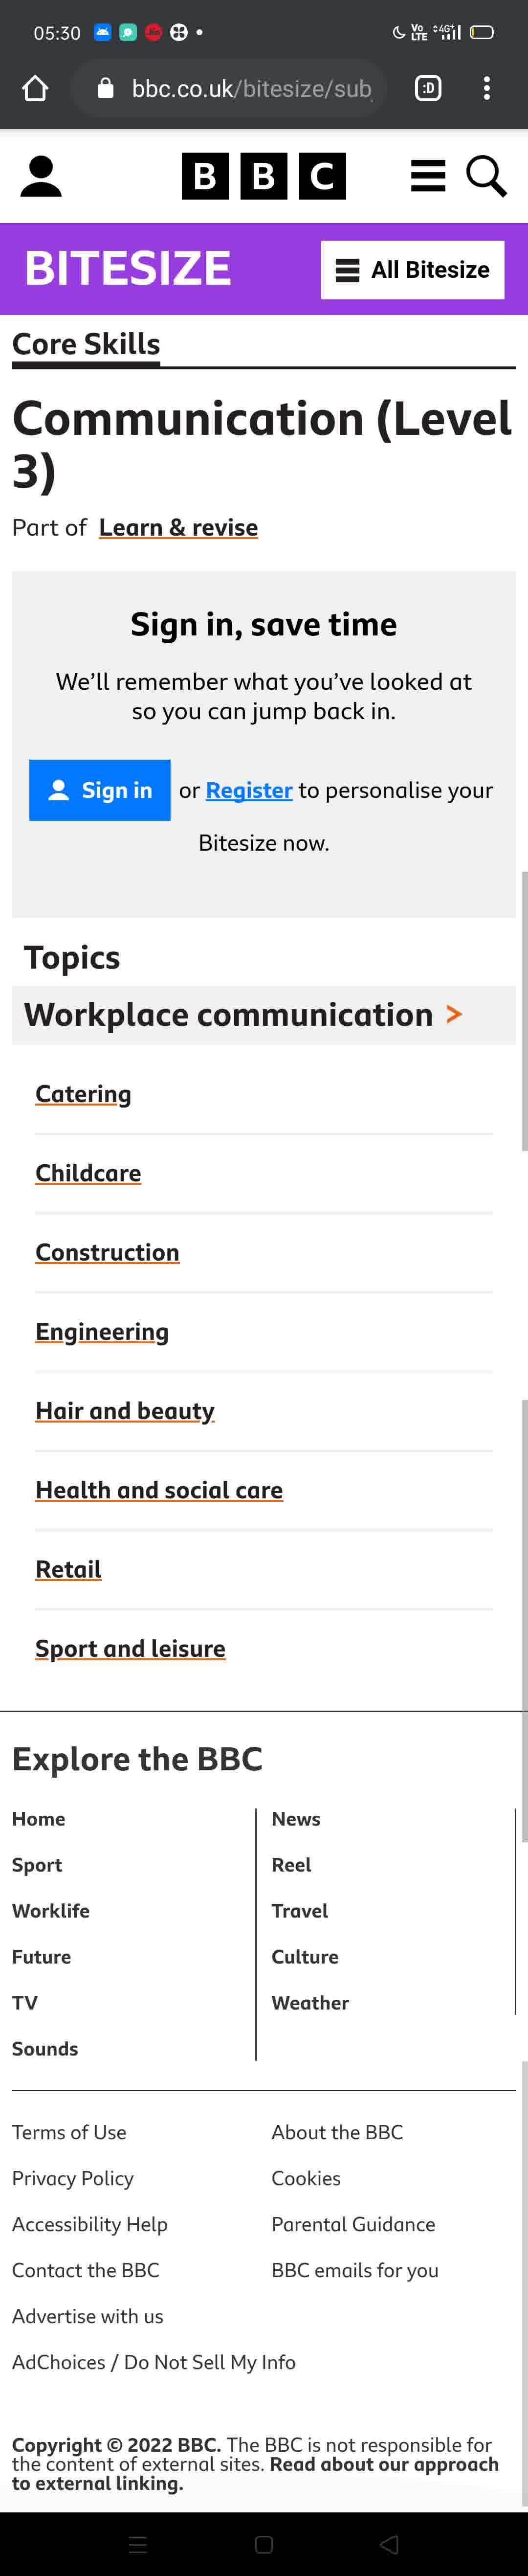 05:30
Vo LTE 4G+
bbc.co.uk/bitesize/sub
:D
BBC
BITESIZE
All Bitesize
Core Skills
Communication (Level
3)
Part of Learn & revise
Sign in, save time
We’ll remember what you’ve looked at
so you can jump back in.
Sign in or Register to personalise your
Bitesize now.
Topics
Workplace communication >
Catering
Childcare
Construction
Engineering
Hair and beauty
Health and social care
Retail
Sport and leisure
Explore the BBC
Home
News
Sport
Reel
Worklife
Travel
Future
Culture
TV
Weather
Sounds
Terms of Use
About the BBC
Privacy Policy
Cookies
Accessibility Help
Parental Guidance
Contact the BBC
BBC emails for you
Advertise with us
AdChoices / Do Not Sell My Info
Copyright © 2022 BBC. The BBC is not responsible for
the content of external sites. Read about our approach
to external linking.